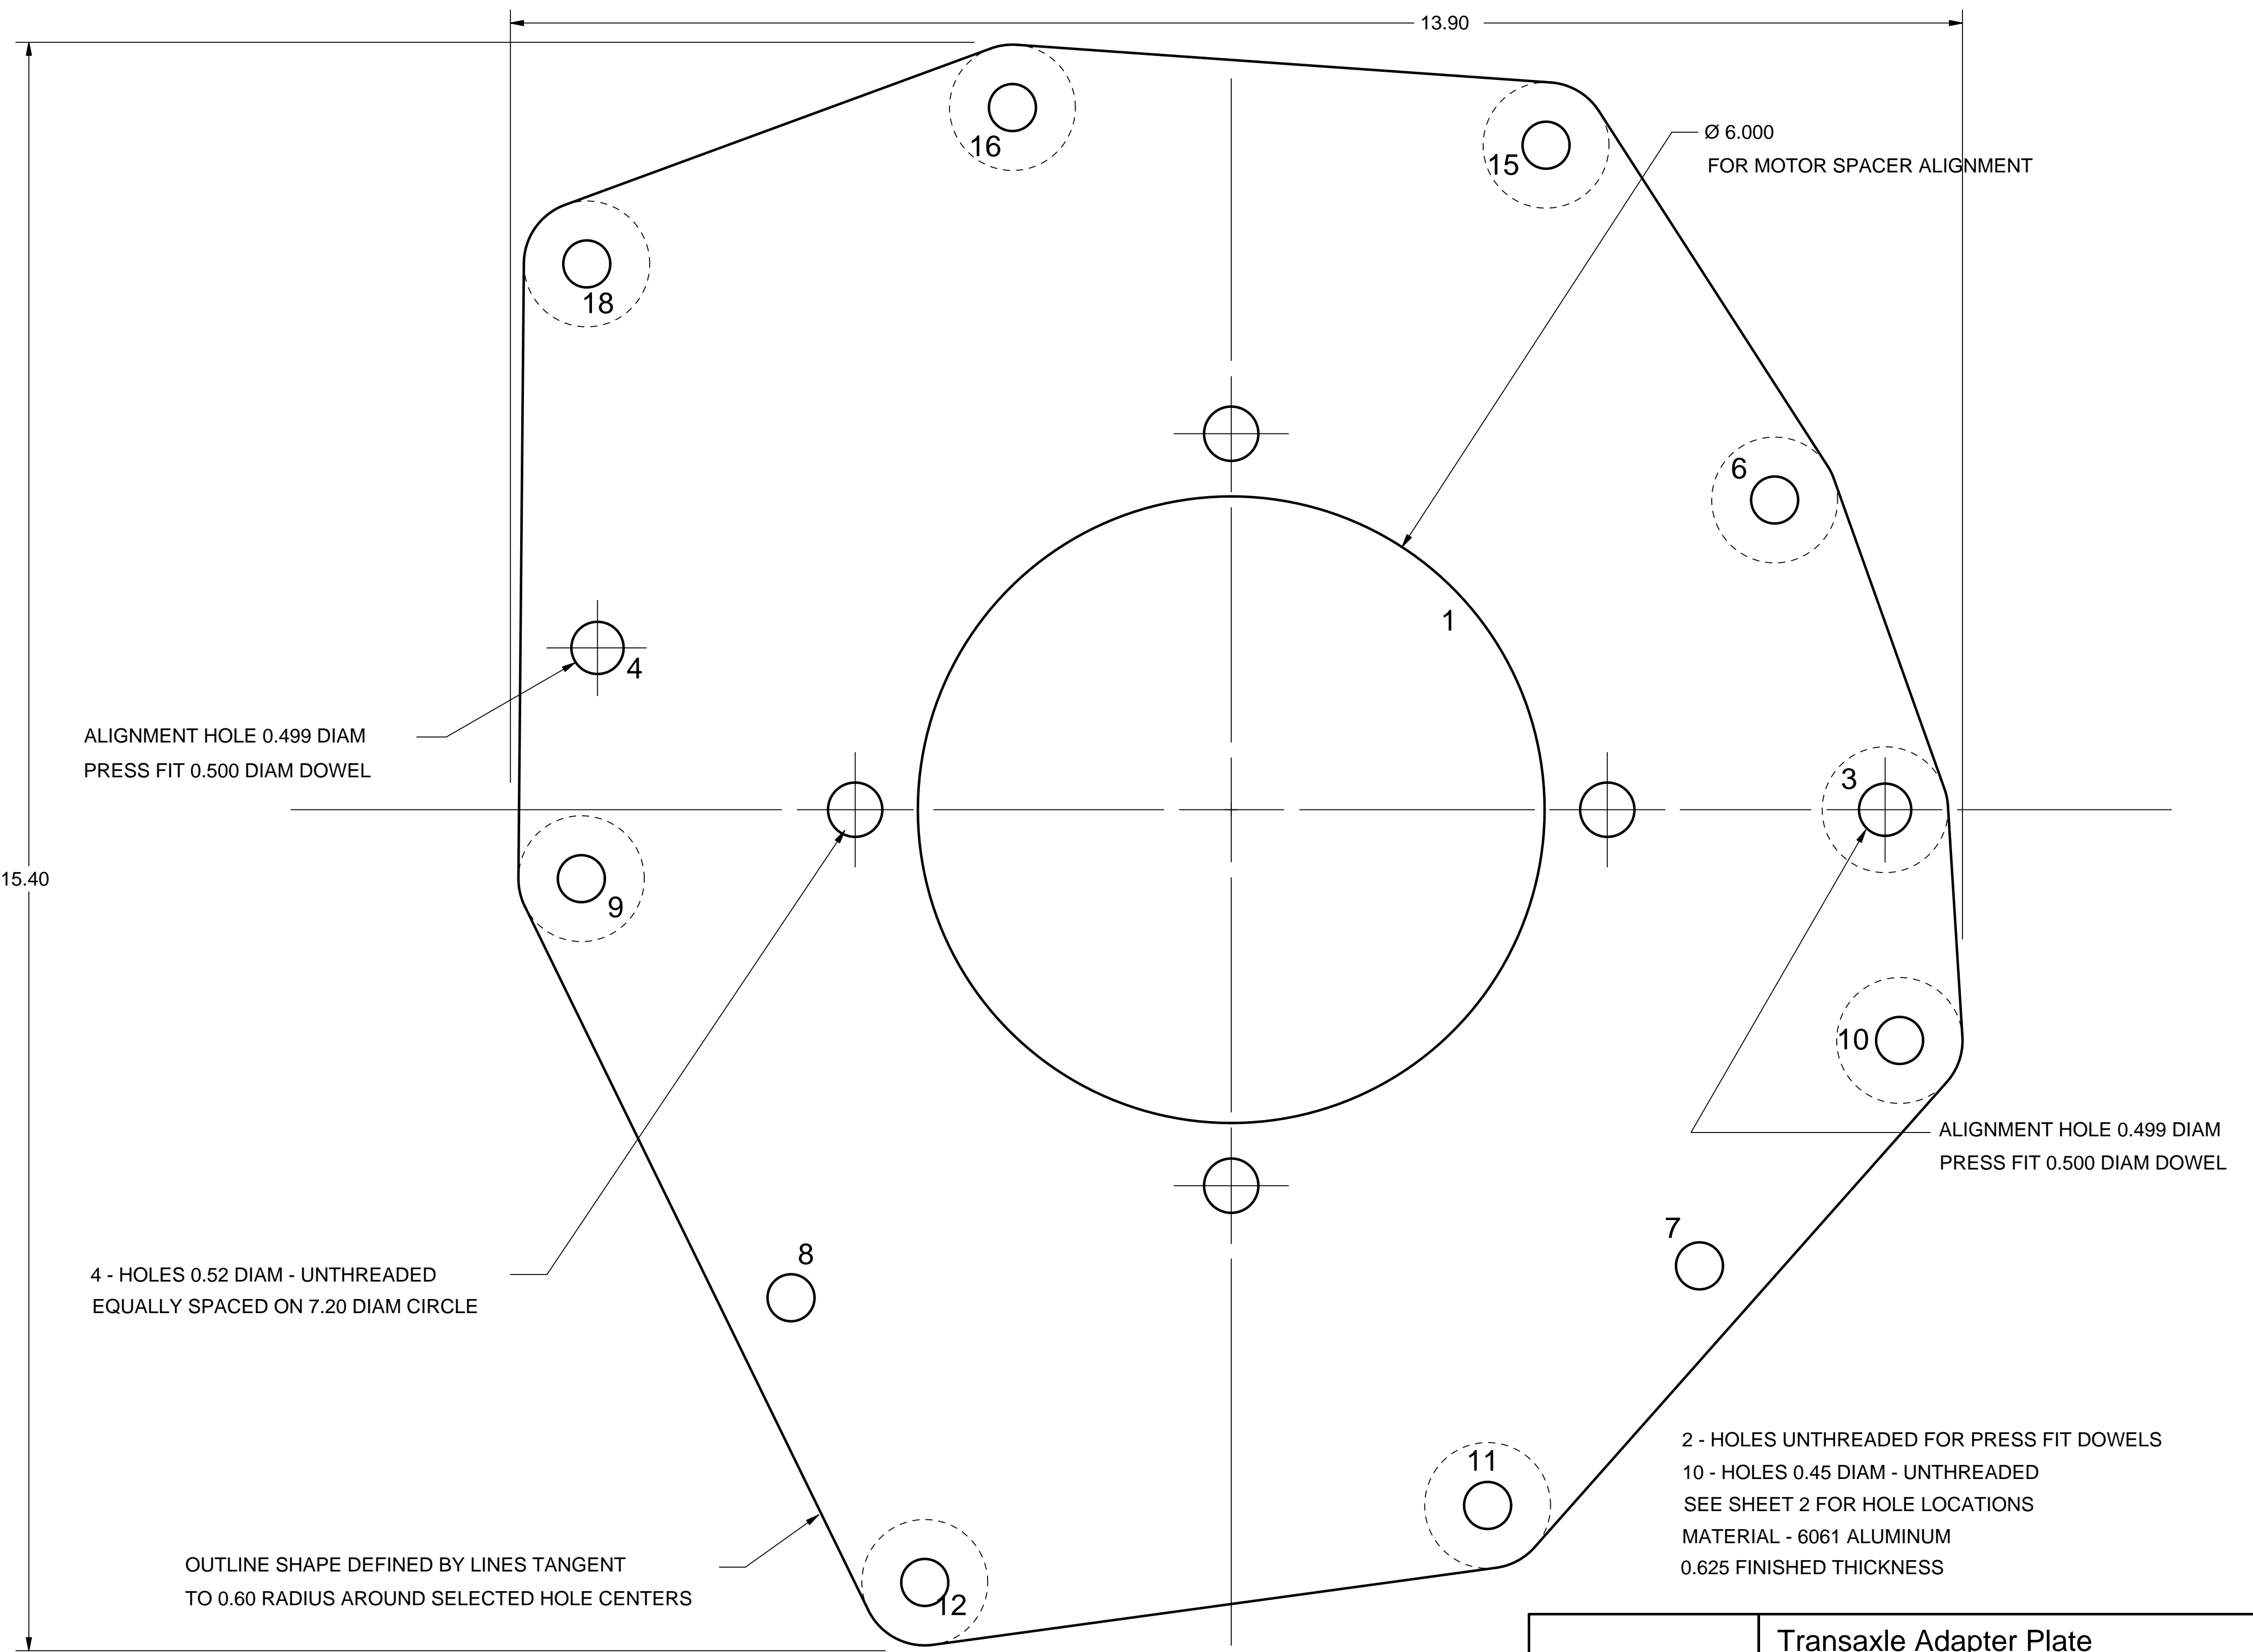 13.90
16
15
Ø 6.000
FOR MOTOR SPACER ALIGNMENT
18
6
1
4
ALIGNMENT HOLE 0.499 DIAM
PRESS FIT 0.500 DIAM DOWEL
3
15.40
9
10
ALIGNMENT HOLE 0.499 DIAM
PRESS FIT 0.500 DIAM DOWEL
8
7
4 - HOLES 0.52 DIAM - UNTHREADED
EQUALLY SPACED ON 7.20 DIAM CIRCLE
11
2 - HOLES UNTHREADED FOR PRESS FIT DOWELS
10 - HOLES 0.45 DIAM - UNTHREADED
SEE SHEET 2 FOR HOLE LOCATIONS
MATERIAL - 6061 ALUMINUM
0.625 FINISHED THICKNESS
OUTLINE SHAPE DEFINED BY LINES TANGENT
TO 0.60 RADIUS AROUND SELECTED HOLE CENTERS
12
Transaxle Adapter Plate